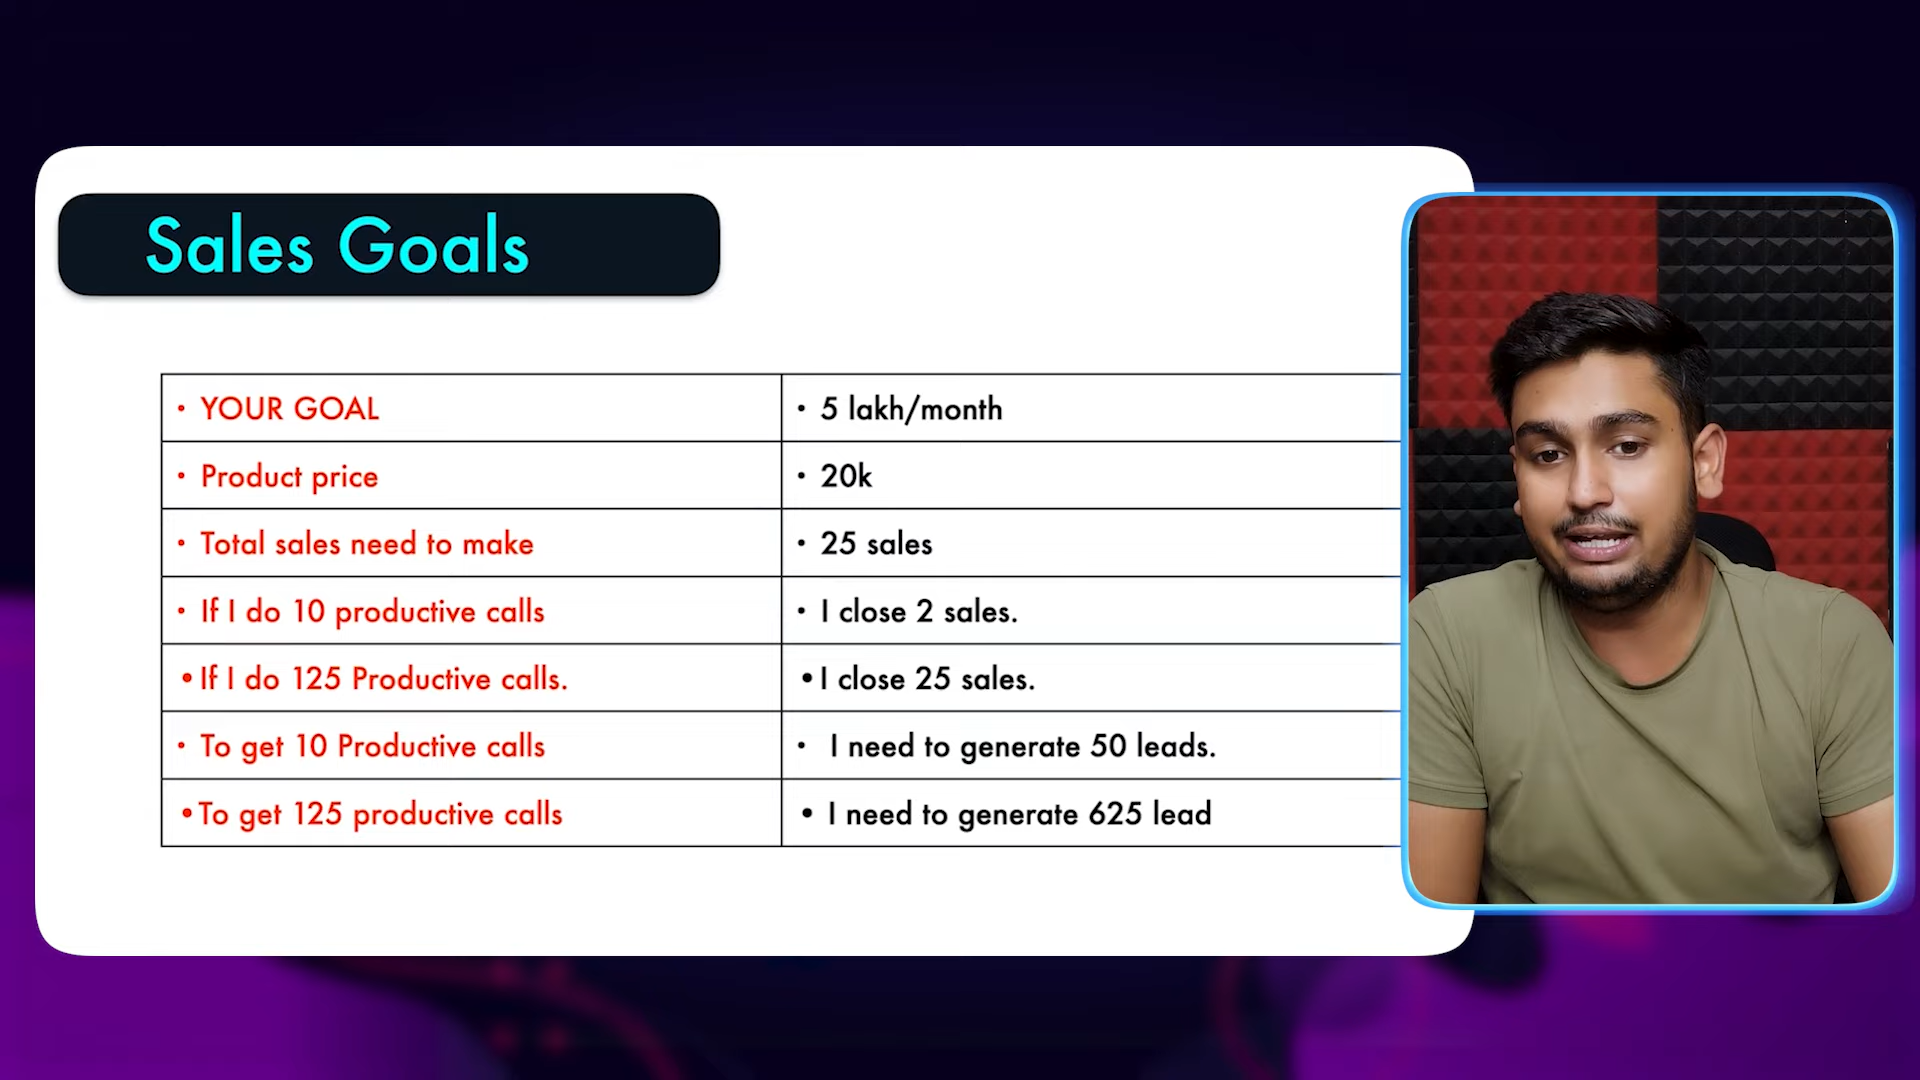 Sales Goals
• YOUR GOAL
• 5 lakh/month
• Product price
• 20k
• Total sales need to make
• 25 sales
• If I do 10 productive calls
• I close 2 sales.
• If I do 125 Productive calls.
• I close 25 sales.
• To get 10 Productive calls
• I need to generate 50 leads.
• To get 125 productive calls
• I need to generate 625 lead